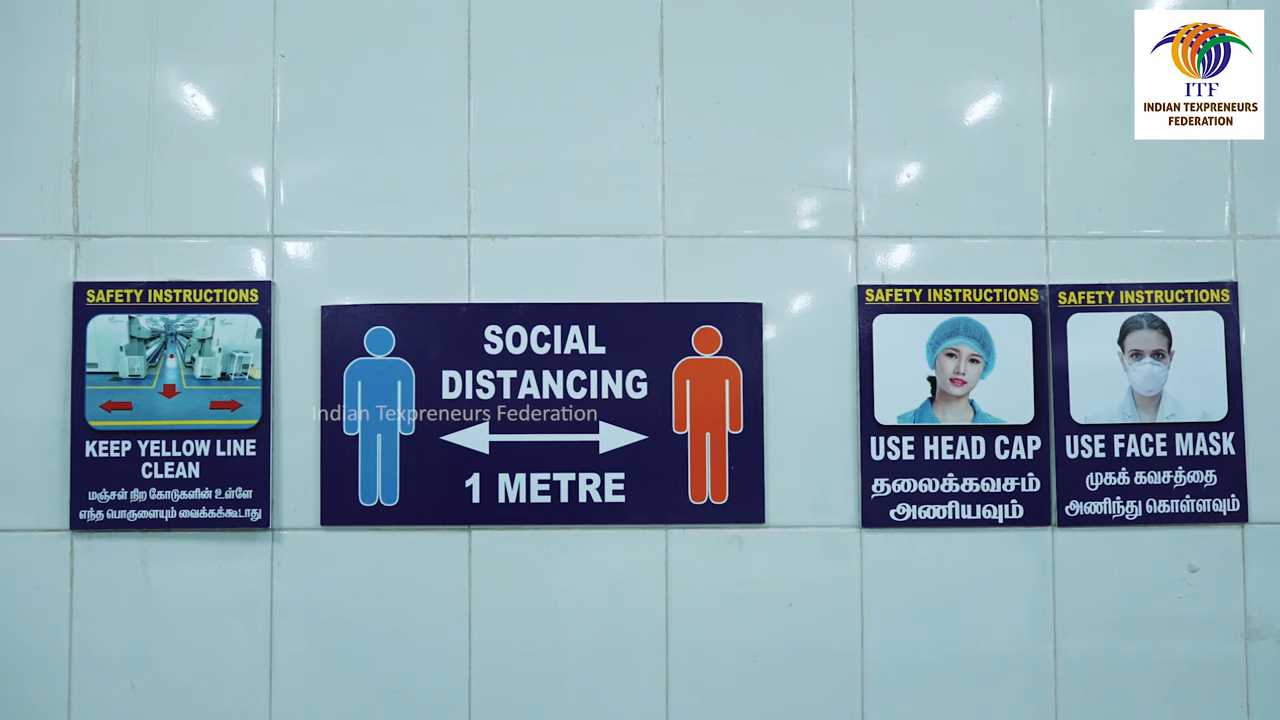 ITF
INDIAN TEXPRENEURS
FEDERATION
SAFETY INSTRUCTIONS
KEEP YELLOW LINE
CLEAN
மஞ்சள் நிற கோடுகளின் உள்ளே
எந்த பொருளையும் வைக்கக்கூடாது
SOCIAL
DISTANCING
Indian Texpreneurs Federation
1 METRE
SAFETY INSTRUCTIONS
USE HEAD CAP
தலைக்கவசம்
அணியவும்
SAFETY INSTRUCTIONS
USE FACE MASK
முகக் கவசத்தை
அணிந்து கொள்ளவும்